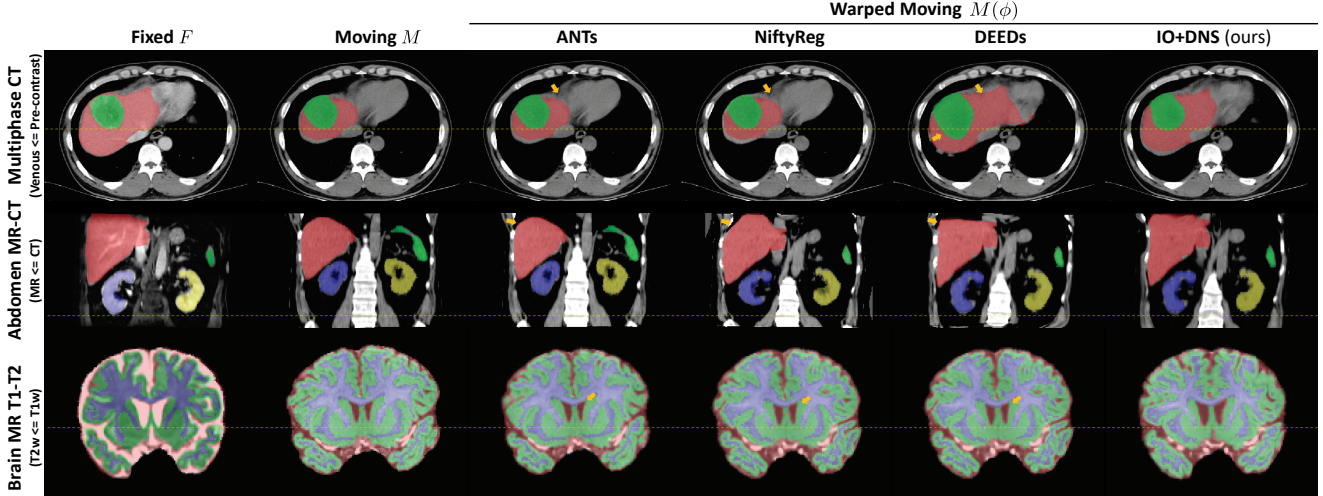 Warped Moving M(ϕ)
Fixed F
Moving M
ANTs
NiftyReg
DEEDs
IO+DNS (ours)
Multiphase CT
(Venous <= Pre-contrast)
Abdomen MR-CT
(MR <= CT)
Brain MR T1-T2
(T2w <= T1w)